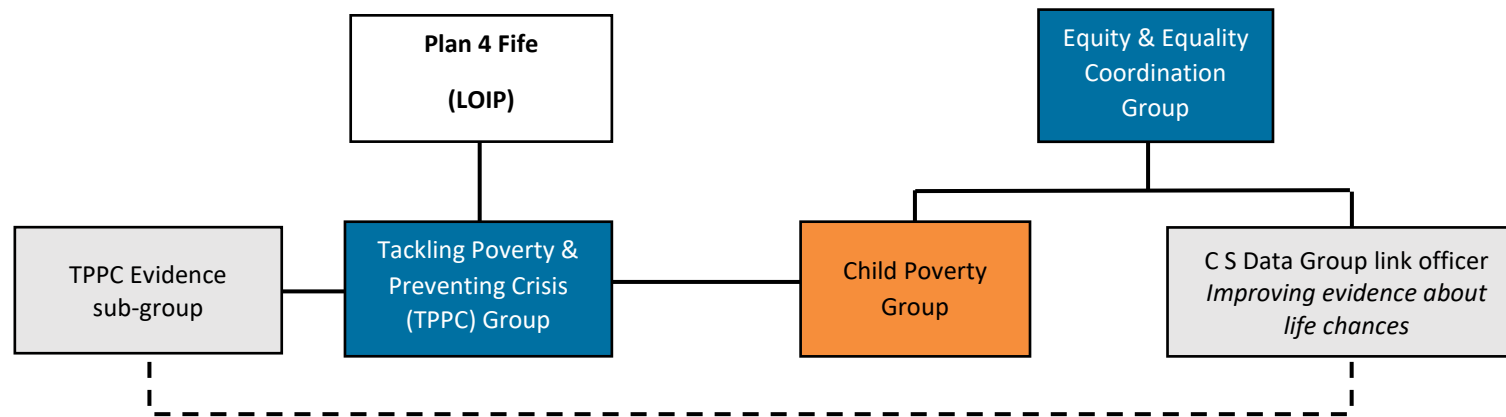 Plan 4 Fife
(LOIP)
Equity & Equality
Coordination
Group
TPPC Evidence
sub-group
Tackling Poverty &
Preventing Crisis
(TPPC) Group
Child Poverty
Group
C S Data Group link officer
Improving evidence about
life chances